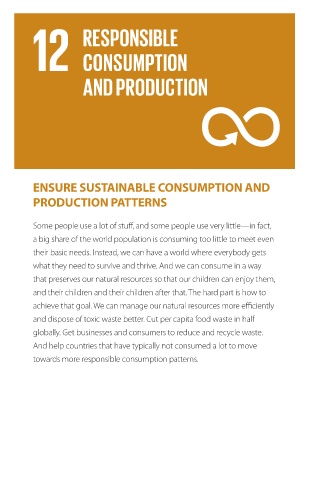 12 RESPONSIBLE
CONSUMPTION
AND PRODUCTION
ENSURE SUSTAINABLE CONSUMPTION AND
PRODUCTION PATTERNS
Some people use a lot of stuff, and some people use very little—in fact,
a big share of the world population is consuming too little to meet even
their basic needs. Instead, we can have a world where everybody gets
what they need to survive and thrive. And we can consume in a way
that preserves our natural resources so that our children can enjoy them,
and their children and their children after that. The hard part is how to
achieve that goal. We can manage our natural resources more efficiently
and dispose of toxic waste better. Cut per capita food waste in half
globally. Get businesses and consumers to reduce and recycle waste.
And help countries that have typically not consumed a lot to move
towards more responsible consumption patterns.